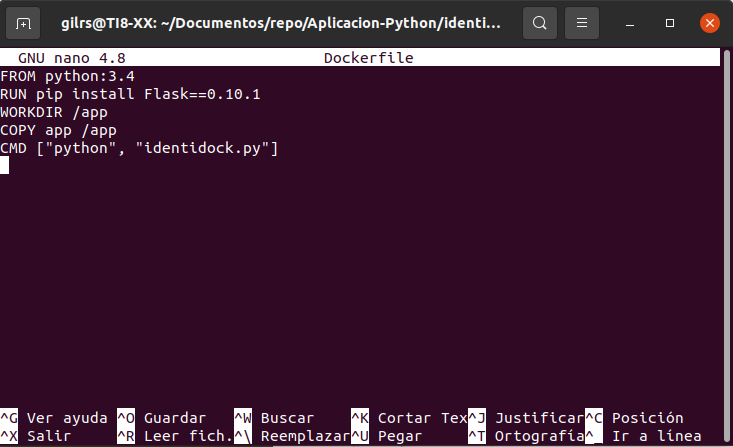 gilrs@TI8-XX: ~/Documentos/repo/Aplicacion-Python/identi...
GNU nano 4.8 Dockerfile
FROM python:3.4
RUN pip install Flask==0.10.1
WORKDIR /app
COPY app /app
CMD ["python", "identidock.py"]
^G Ver ayuda ^O Guardar ^W Buscar ^K Cortar Tex^J Justificar^C Posición
^X Salir ^R Leer fich.^\ Reemplazar^U Pegar ^T Ortografía^_ Ir a línea